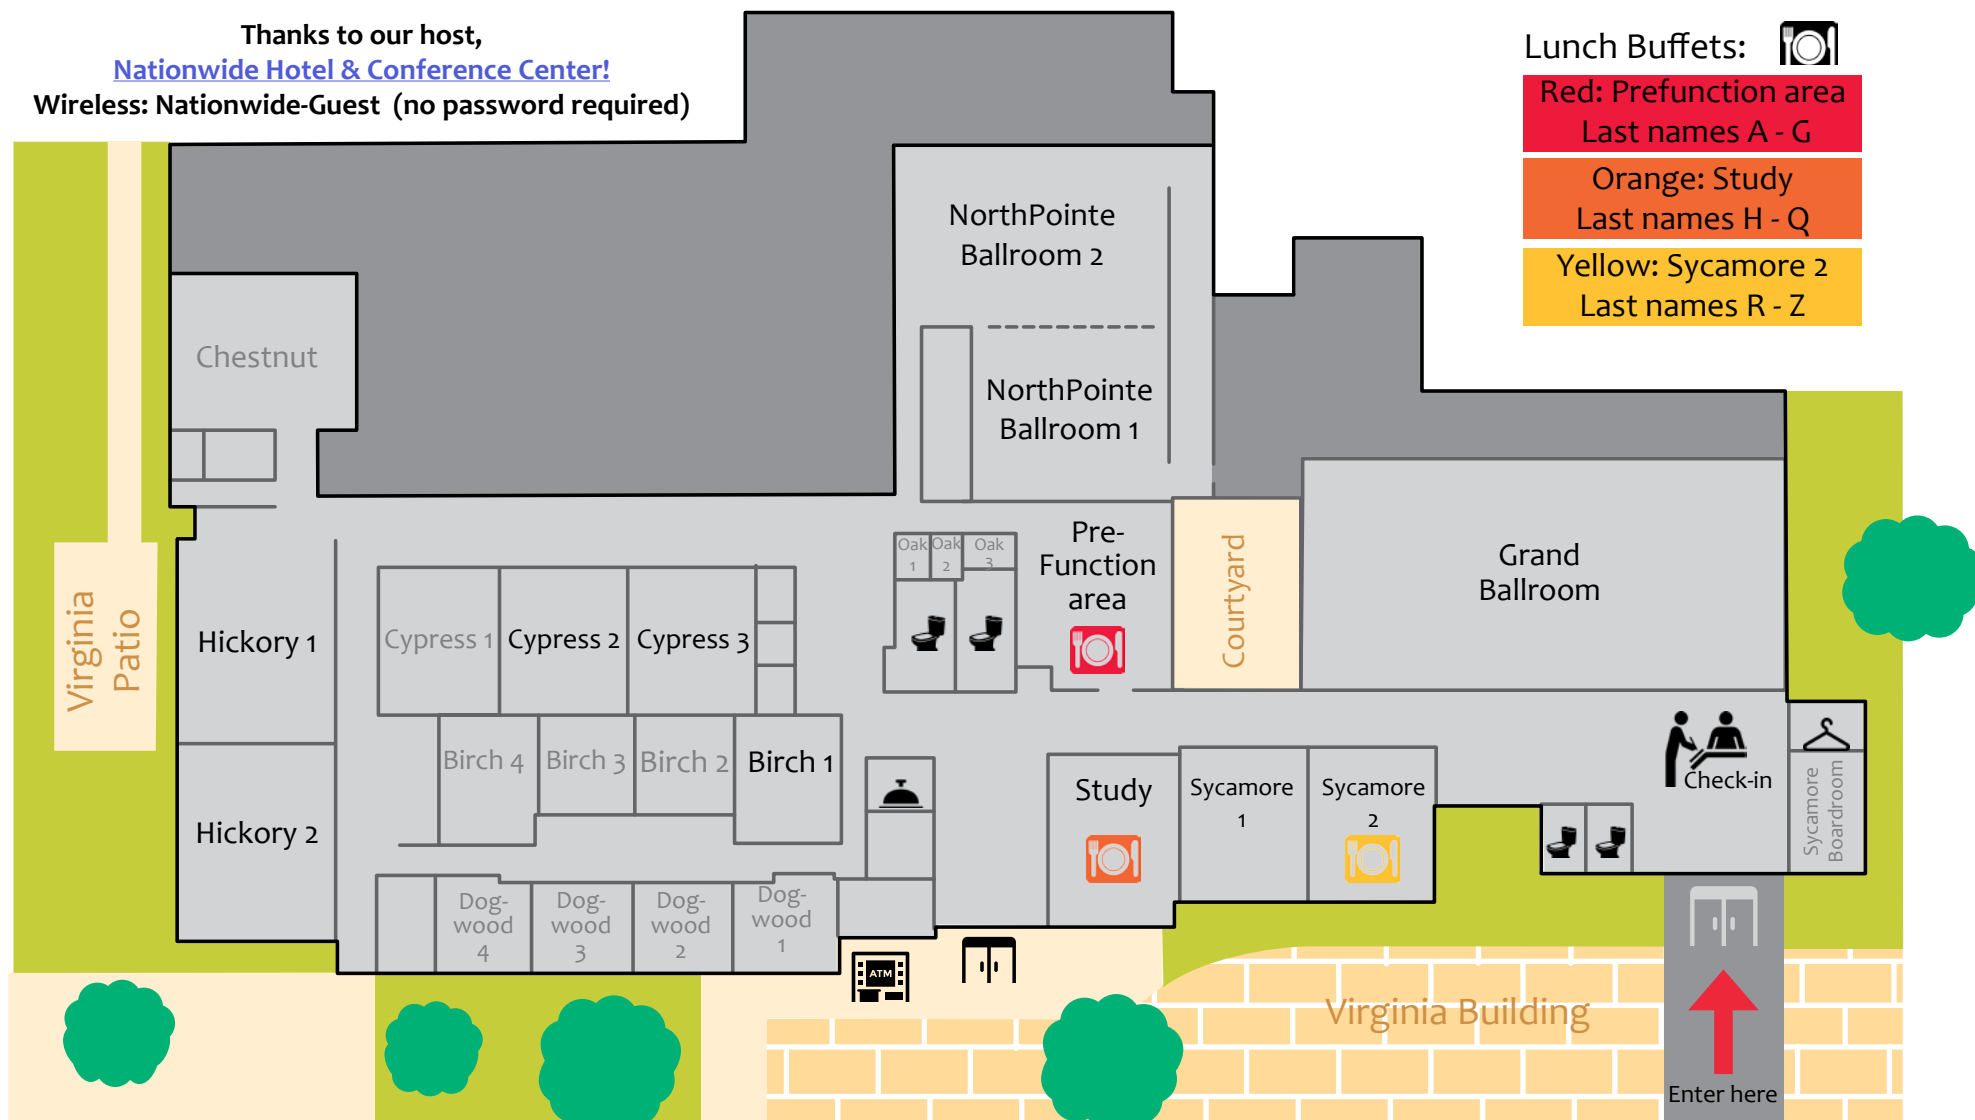 Thanks to our host,
Nationwide Hotel & Conference Center!
Wireless: Nationwide-Guest  (no password required)
Lunch Buffets:
Red: Prefunction area
Last names A - G
Orange: Study
Last names H - Q
Yellow: Sycamore 2
Last names R - Z
NorthPointe
Ballroom 2
NorthPointe
Ballroom 1
Chestnut
Pre-
Function
area
Courtyard
Grand
Ballroom
Oak
1
Oak
2
Oak
3
Virginia
Patio
Hickory 1
Cypress 1
Cypress 2
Cypress 3
Hickory 2
Birch 4
Birch 3
Birch 2
Birch 1
Study
Sycamore
1
Sycamore
2
Check-in
Sycamore
Boardroom
Dog-
wood
4
Dog-
wood
3
Dog-
wood
2
Dog-
wood
1
ATM
Virginia Building
Enter here